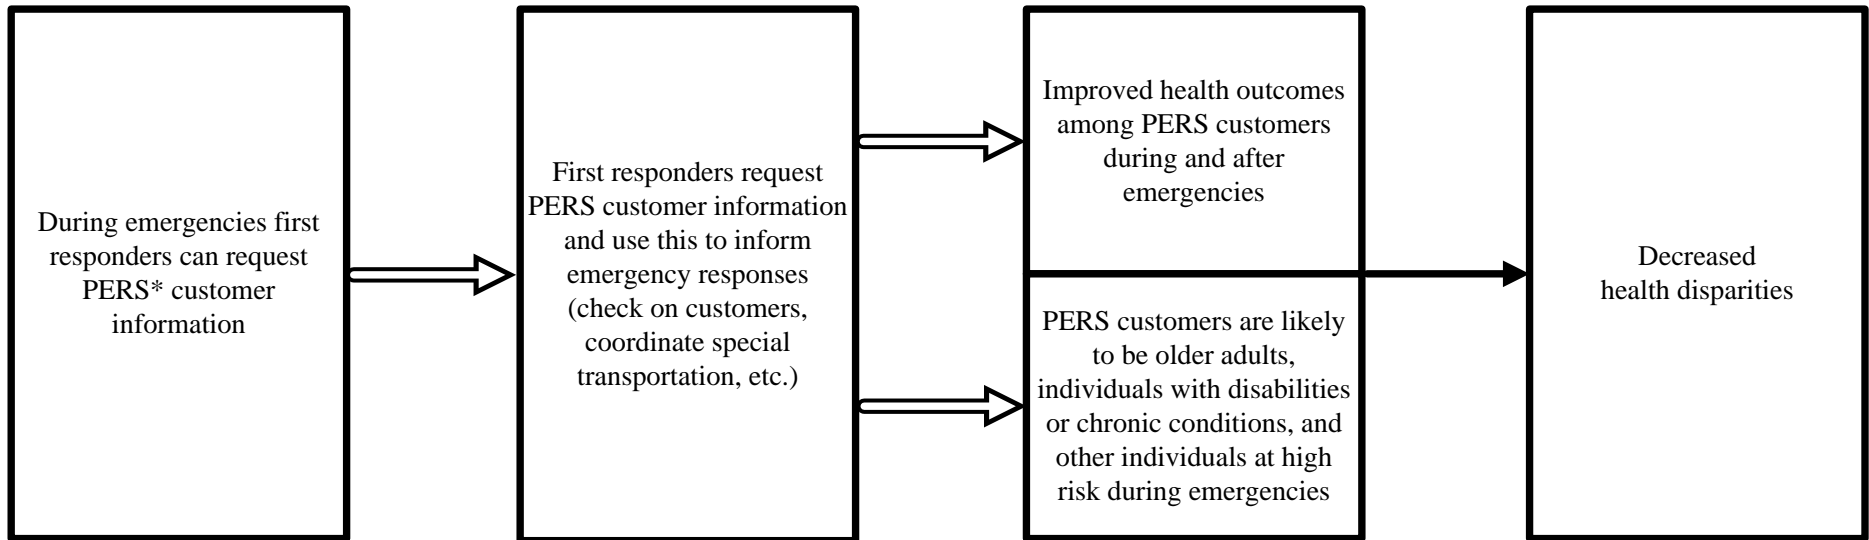 During emergencies first
responders can request
PERS* customer
information
First responders request
PERS customer information
and use this to inform
emergency responses
(check on customers,
coordinate special
transportation, etc.)
Improved health outcomes
among PERS customers
during and after
emergencies
PERS customers are likely
to be older adults,
individuals with disabilities
or chronic conditions, and
other individuals at high
risk during emergencies
Decreased
health disparities